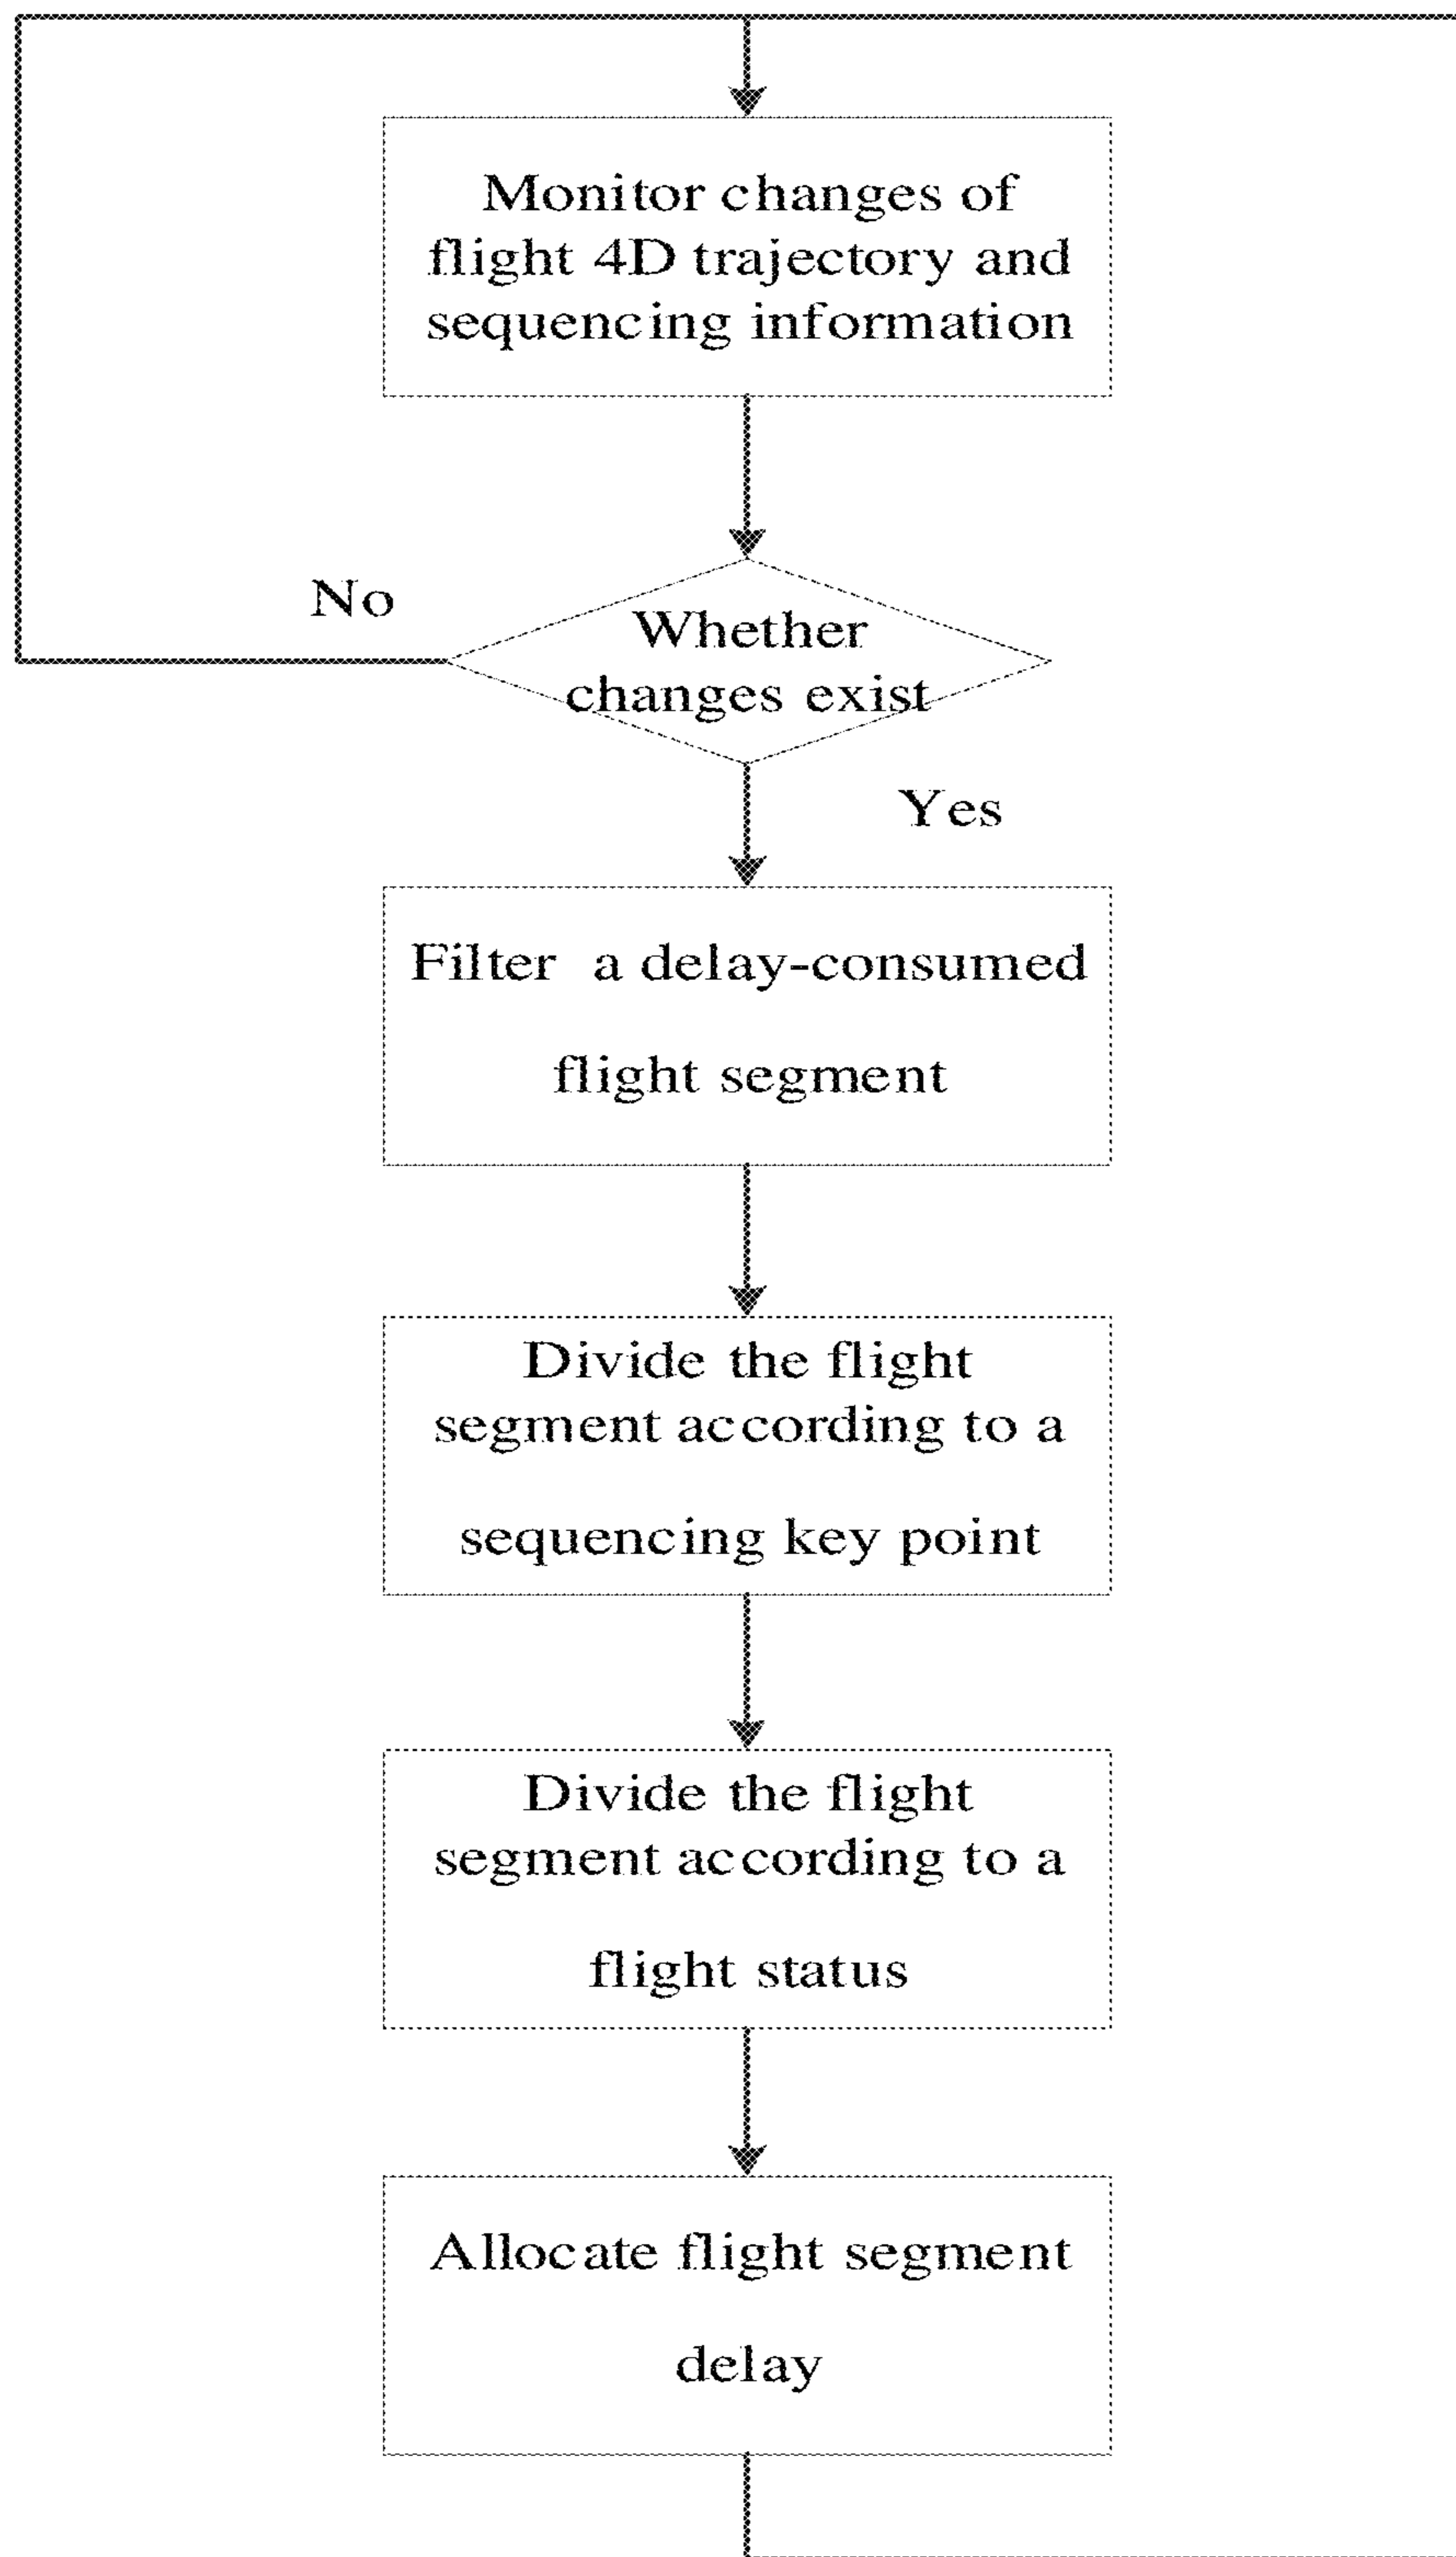 Monitor changes of
flight 4D trajectory and
sequencing information
No
Whether
changes exist
Yes
Filter a delay-consumed
flight segment
Divide the flight
segment according to a
sequencing key point
Divide the flight
segment according to a
flight status
Allocate flight segment
delay